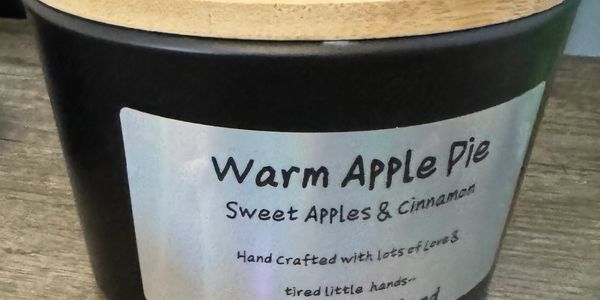 Warm Apple Pie
Sweet Apples & Cinnamon
Hand Crafted with lots of Love &
tired little hands--